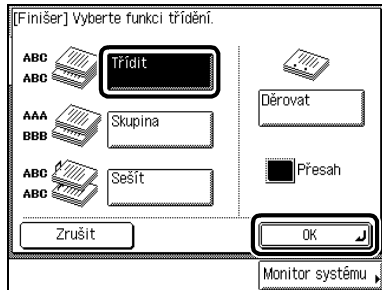 [Finišer] Vyberte funkci třídění.
ABC
ABC
Třídit
AAA
BBB
Skupina
ABC
ABC
Sešít
Děrovat
Přesah
Zrušit
OK
Monitor systému